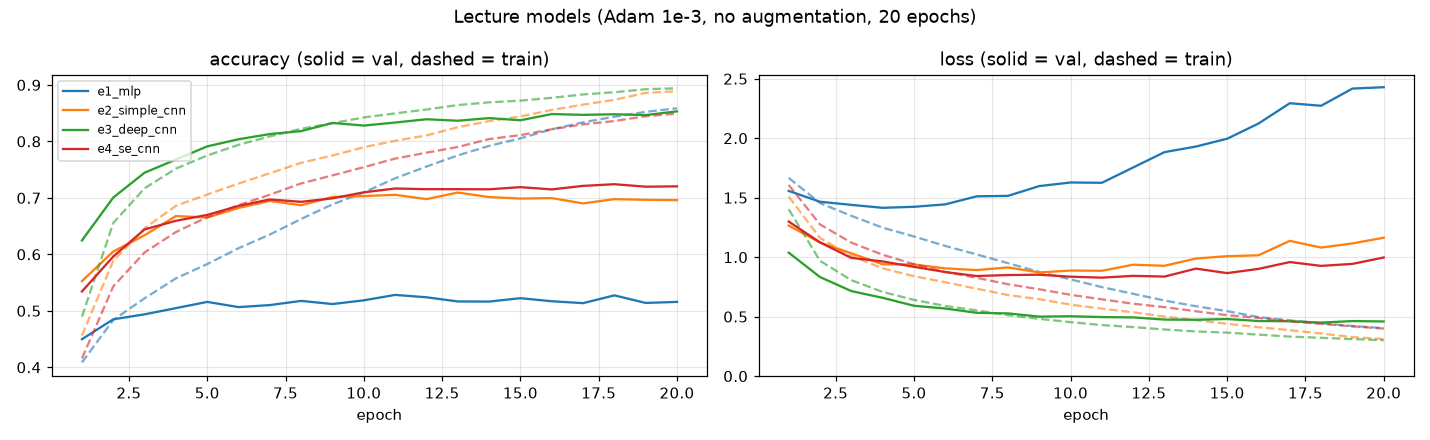 Lecture models (Adam 1e-3, no augmentation, 20 epochs)
accuracy (solid = val, dashed = train)
0.9
0.8
0.7
0.6
0.5
0.4
e1_mlp
e2_simple_cnn
e3_deep_cnn
e4_se_cnn
2.5 5.0 7.5 10.0 12.5 15.0 17.5 20.0
epoch
loss (solid = val, dashed = train)
2.5
2.0
1.5
1.0
0.5
0.0
2.5 5.0 7.5 10.0 12.5 15.0 17.5 20.0
epoch